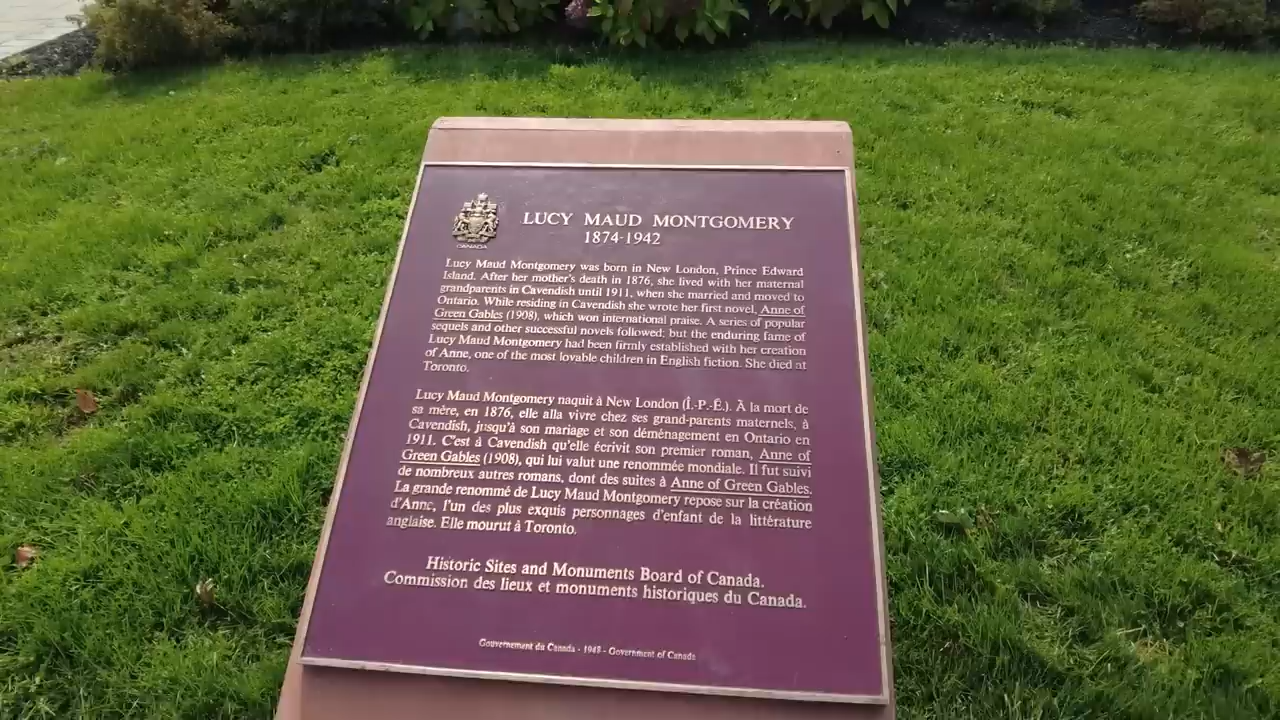 CANADA
LUCY MAUD MONTGOMERY
1874-1942
Lucy Maud Montgomery was born in New London, Prince Edward
Island. After her mother's death in 1876, she lived with her maternal
grandparents in Cavendish until 1911, when she married and moved to
Ontario. While residing in Cavendish she wrote her first novel, Anne of
Green Gables (1908), which won international praise. A series of popular
sequels and other successful novels followed; but the enduring fame of
Lucy Maud Montgomery had been firmly established with her creation
of Anne, one of the most lovable children in English fiction. She died at
Toronto.
Lucy Maud Montgomery naquit à New London (Î.-P.-É.). À la mort de
sa mère, en 1876, elle alla vivre chez ses grand-parents maternels, à
Cavendish, jusqu'à son mariage et son déménagement en Ontario en
1911. C'est à Cavendish qu'elle écrivit son premier roman, Anne of
Green Gables (1908), qui lui valut une renommée mondiale. Il fut suivi
de nombreux autres romans, dont des suites à Anne of Green Gables.
La grande renommé de Lucy Maud Montgomery repose sur la création
d'Anne, l'un des plus exquis personnages d'enfant de la littérature
anglaise. Elle mourut à Toronto.
Historic Sites and Monuments Board of Canada.
Commission des lieux et monuments historiques du Canada.
Gouvernement du Canada - 1948 - Government of Canada